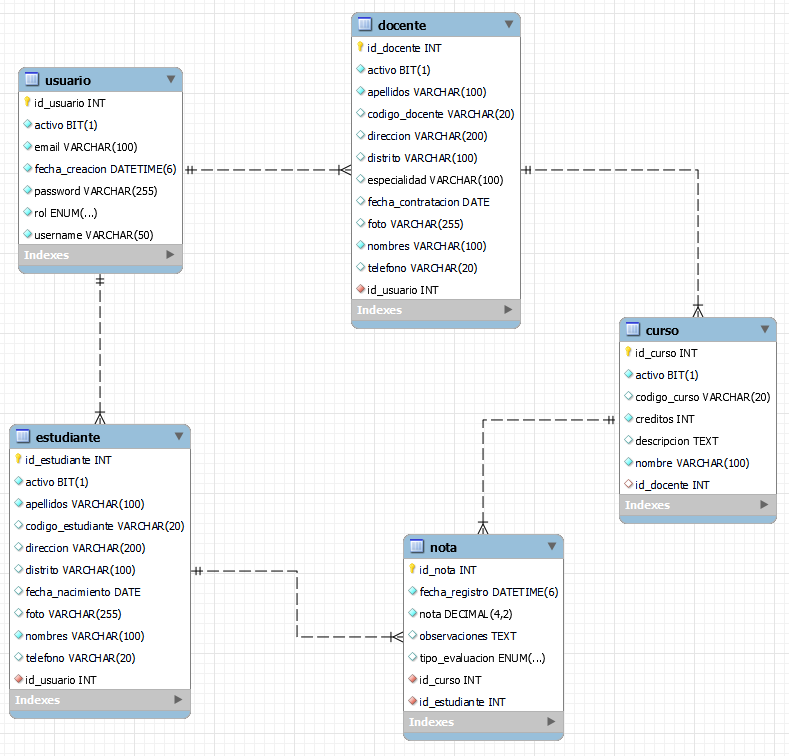 usuario
id_usuario INT
activo BIT(1)
email VARCHAR(100)
fecha_creacion DATETIME(6)
password VARCHAR(255)
rol ENUM(...)
username VARCHAR(50)
Indexes
docente
id_docente INT
activo BIT(1)
apellidos VARCHAR(100)
codigo_docente VARCHAR(20)
direccion VARCHAR(200)
distrito VARCHAR(100)
especialidad VARCHAR(100)
fecha_contratacion DATE
foto VARCHAR(255)
nombres VARCHAR(100)
telefono VARCHAR(20)
id_usuario INT
Indexes
curso
id_curso INT
activo BIT(1)
codigo_curso VARCHAR(20)
creditos INT
descripcion TEXT
nombre VARCHAR(100)
id_docente INT
Indexes
estudiante
id_estudiante INT
activo BIT(1)
apellidos VARCHAR(100)
codigo_estudiante VARCHAR(20)
direccion VARCHAR(200)
distrito VARCHAR(100)
fecha_nacimiento DATE
foto VARCHAR(255)
nombres VARCHAR(100)
telefono VARCHAR(20)
id_usuario INT
Indexes
nota
id_nota INT
fecha_registro DATETIME(6)
nota DECIMAL(4,2)
observaciones TEXT
tipo_evaluacion ENUM(...)
id_curso INT
id_estudiante INT
Indexes